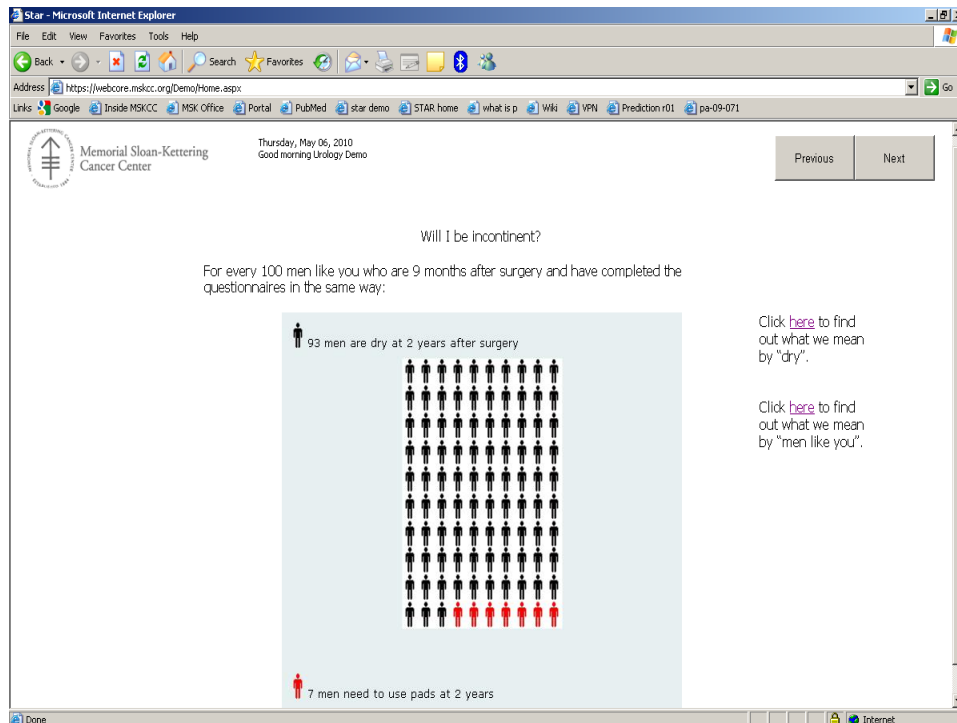 Star - Microsoft Internet Explorer
File Edit View Favorites Tools Help
Back Search Favorites
Address https://webcore.mskcc.org/Demo/Home.aspx Go
Links Google Inside MSKCC MSK Office Portal PubMed star demo STAR home what is p Wiki VPN Prediction r01 pa-09-071
Memorial Sloan-Kettering
Cancer Center
Thursday, May 06, 2010
Good morning Urology Demo
Previous Next
Will I be incontinent?
For every 100 men like you who are 9 months after surgery and have completed the
questionnaires in the same way:
93 men are dry at 2 years after surgery
Click here to find
out what we mean
by "dry".
Click here to find
out what we mean
by "men like you".
7 men need to use pads at 2 years
Done Internet